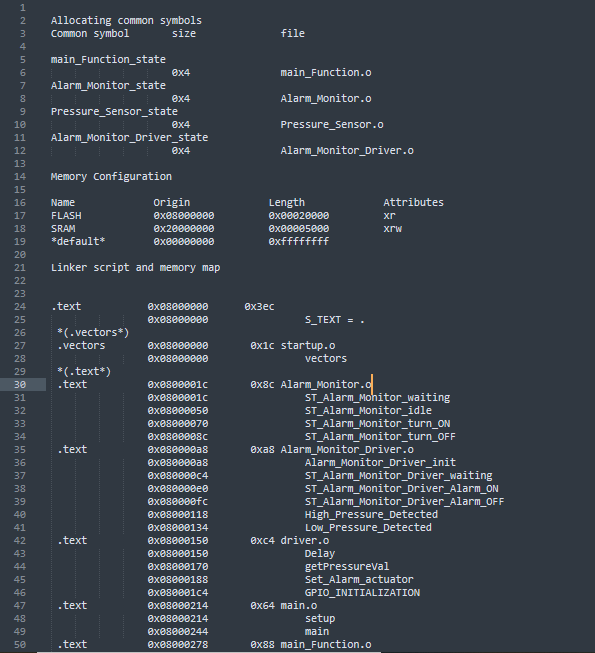 1
2 Allocating common symbols
3 Common symbol size file
4
5 main_Function_state
6 0x4 main_Function.o
7 Alarm_Monitor_state
8 0x4 Alarm_Monitor.o
9 Pressure_Sensor_state
10 0x4 Pressure_Sensor.o
11 Alarm_Monitor_Driver_state
12 0x4 Alarm_Monitor_Driver.o
13
14 Memory Configuration
15
16 Name Origin Length Attributes
17 FLASH 0x08000000 0x00020000 xr
18 SRAM 0x20000000 0x00005000 xrw
19 *default* 0x00000000 0xffffffff
20
21 Linker script and memory map
22
23
24 .text 0x08000000 0x3ec
25 0x08000000 S_TEXT = .
26 *(.vectors*)
27 .vectors 0x08000000 0x1c startup.o
28 0x08000000 vectors
29 *(.text*)
30 .text 0x0800001c 0x8c Alarm_Monitor.o
31 0x0800001c ST_Alarm_Monitor_waiting
32 0x08000050 ST_Alarm_Monitor_idle
33 0x08000070 ST_Alarm_Monitor_turn_ON
34 0x0800008c ST_Alarm_Monitor_turn_OFF
35 .text 0x080000a8 0xa8 Alarm_Monitor_Driver.o
36 0x080000a8 Alarm_Monitor_Driver_init
37 0x080000c4 ST_Alarm_Monitor_Driver_waiting
38 0x080000e0 ST_Alarm_Monitor_Driver_Alarm_ON
39 0x080000fc ST_Alarm_Monitor_Driver_Alarm_OFF
40 0x08000118 High_Pressure_Detected
41 0x08000134 Low_Pressure_Detected
42 .text 0x08000150 0xc4 driver.o
43 0x08000150 Delay
44 0x08000170 getPressureVal
45 0x08000188 Set_Alarm_actuator
46 0x080001c4 GPIO_INITIALIZATION
47 .text 0x08000214 0x64 main.o
48 0x08000214 setup
49 0x08000244 main
50 .text 0x08000278 0x88 main_Function.o